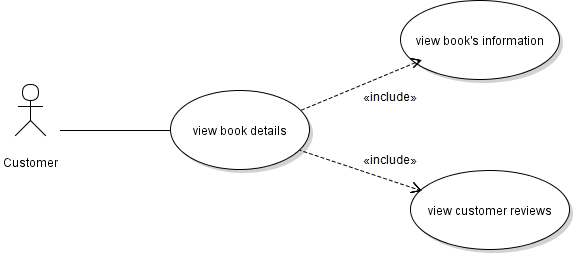 view book's information
«include»
Customer
view book details
«include»
view customer reviews